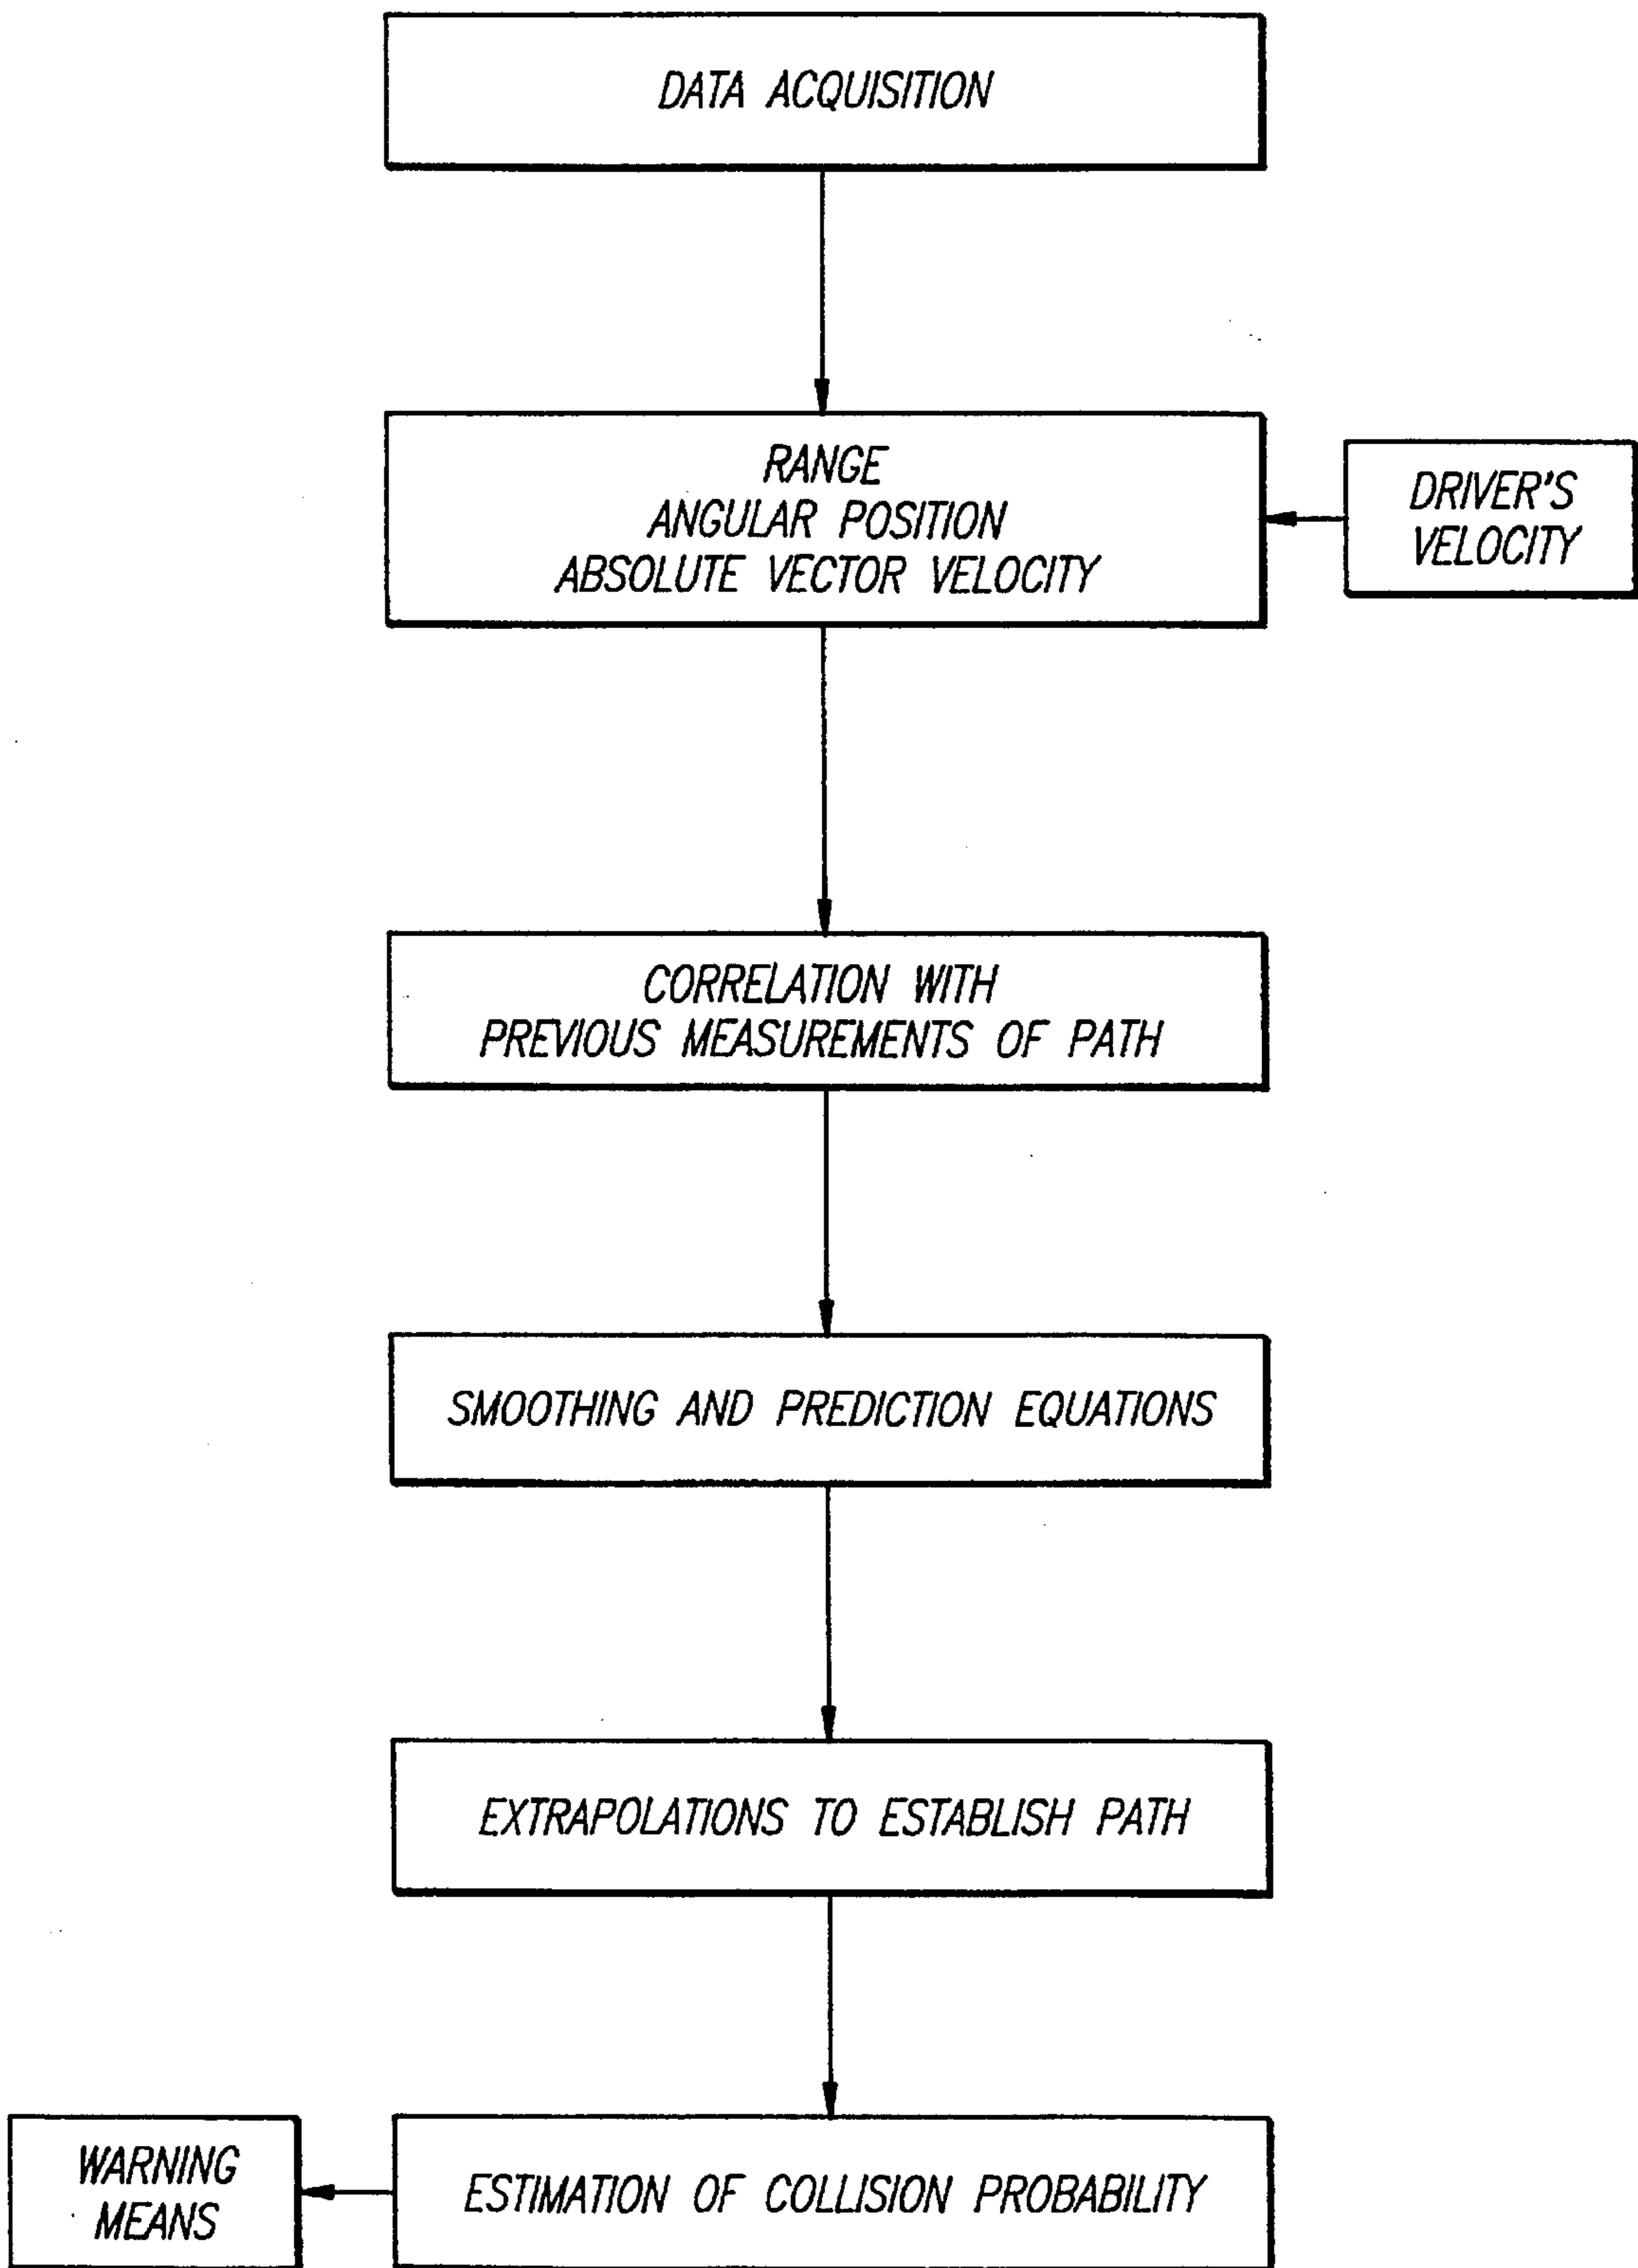 DATA ACQUISITION
RANGE
ANGULAR POSITION
ABSOLUTE VECTOR VELOCITY
DRIVER'S
VELOCITY
CORRELATION WITH
PREVIOUS MEASUREMENTS OF PATH
SMOOTHING AND PREDICTION EQUATIONS
EXTRAPOLATIONS TO ESTABLISH PATH
WARNING
MEANS
ESTIMATION OF COLLISION PROBABILITY